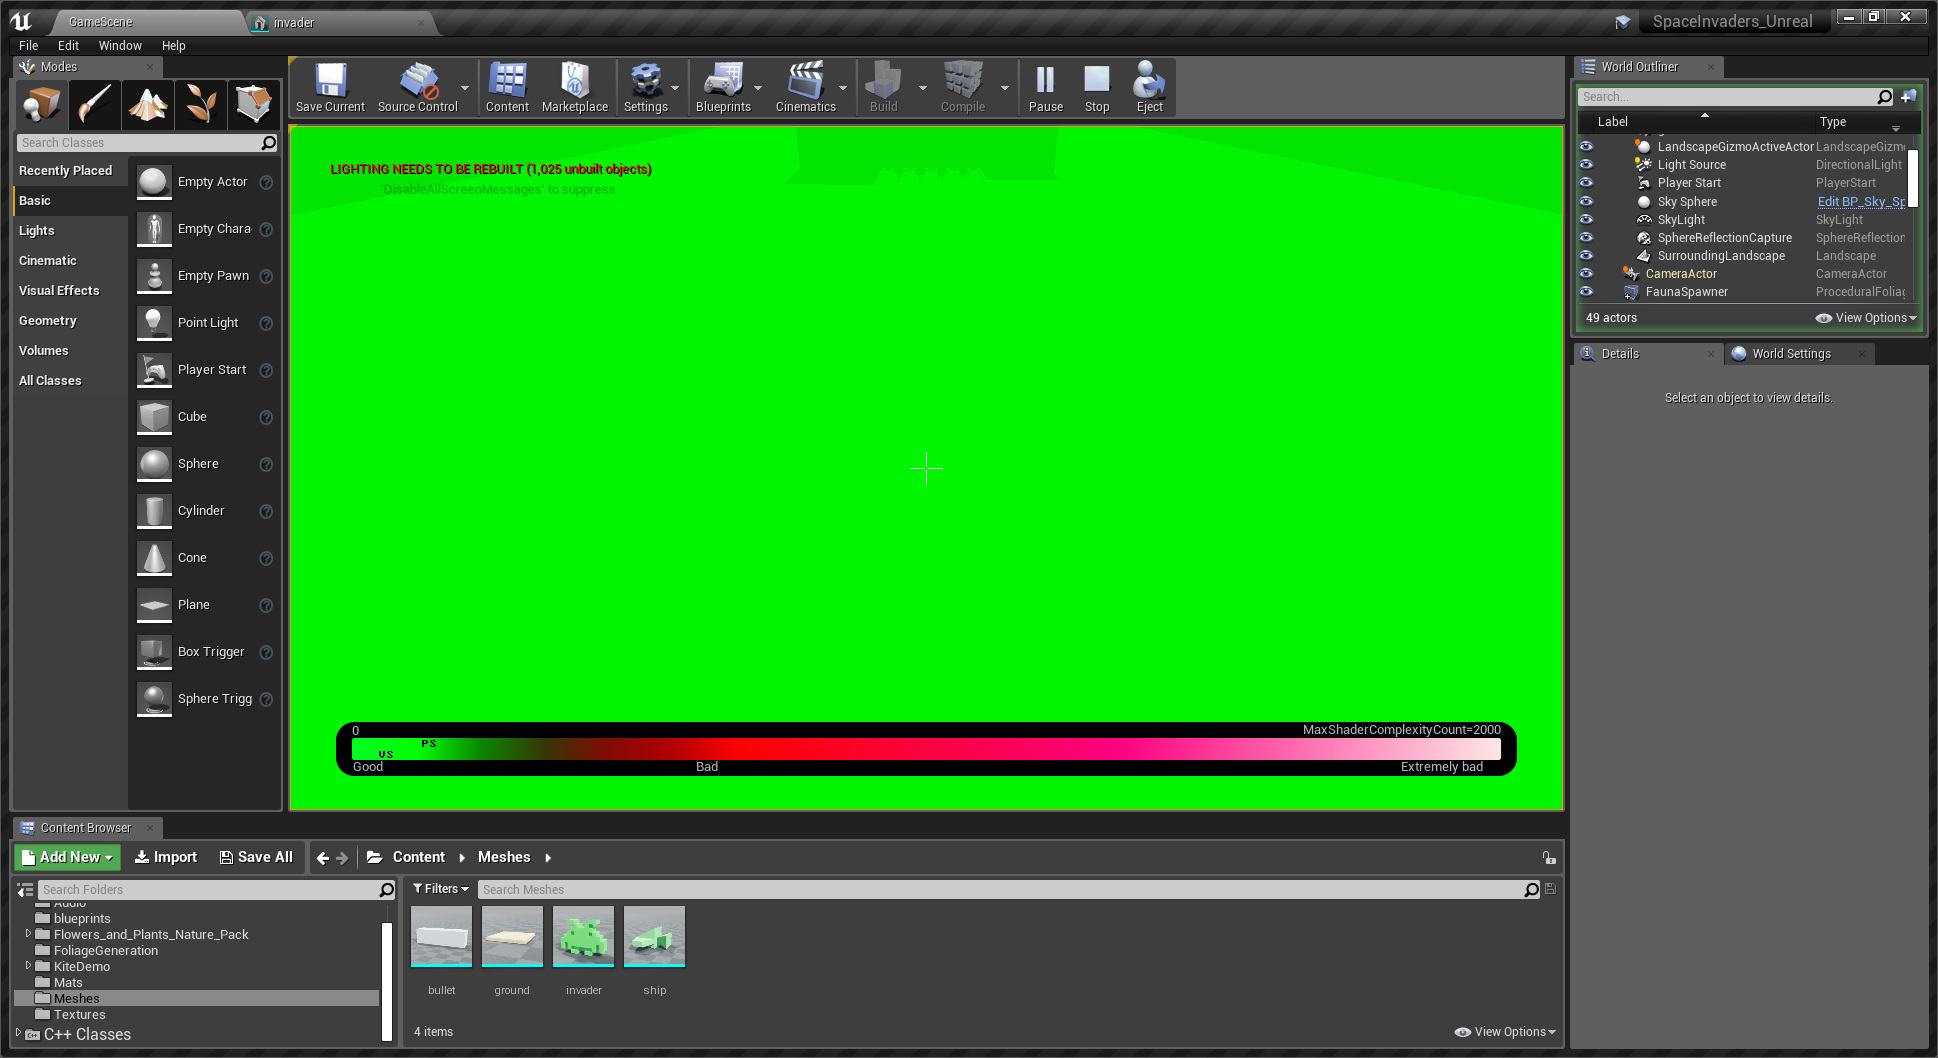 GameScene
invader
SpaceInvaders_Unreal
File Edit Window Help
Modes
Search Classes
Recently Placed
Basic
Lights
Cinematic
Visual Effects
Geometry
Volumes
All Classes
Empty Actor
Empty Chara
Empty Pawn
Point Light
Player Start
Cube
Sphere
Cylinder
Cone
Plane
Box Trigger
Sphere Trigg
Save Current
Source Control
Content
Marketplace
Settings
Blueprints
Cinematics
Build
Compile
Pause
Stop
Eject
LIGHTING NEEDS TO BE REBUILT (1,025 unbuilt objects)
'DisableAllScreenMessages' to suppress
0
MaxShaderComplexityCount=2000
PS
VS
Good
Bad
Extremely bad
World Outliner
Search...
Label Type
LandscapeGizmoActiveActor LandscapeGizm
Light Source DirectionalLight
Player Start PlayerStart
Sky Sphere Edit BP_Sky_Sp
SkyLight SkyLight
SphereReflectionCapture SphereReflection
SurroundingLandscape Landscape
CameraActor CameraActor
FaunaSpawner ProceduralFoliag
49 actors
View Options
Details
World Settings
Select an object to view details.
Content Browser
Add New
Import
Save All
Content
Meshes
Search Folders
Audio
blueprints
Flowers_and_Plants_Nature_Pack
FoliageGeneration
KiteDemo
Mats
Meshes
Textures
C++ Classes
Filters
Search Meshes
bullet
ground
invader
ship
4 items
View Options